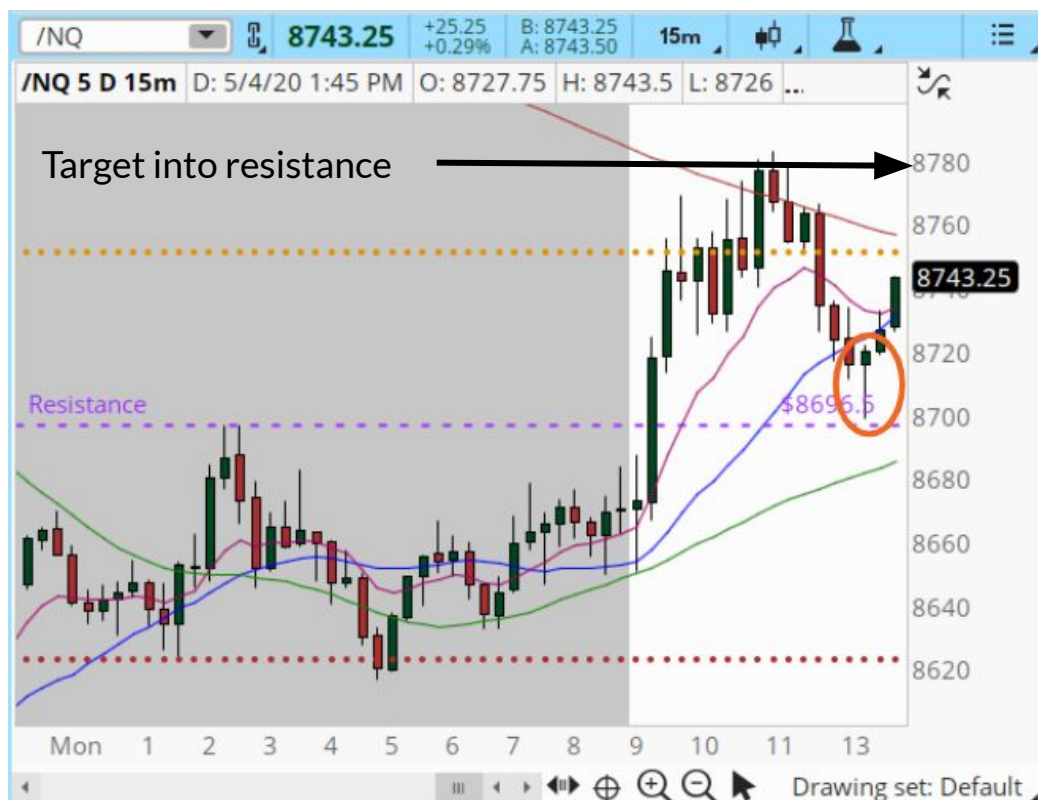 /NQ 8743.25 +25.25 B: 8743.25 15m
+0.29% A: 8743.50
/NQ 5 D 15m D: 5/4/20 1:45 PM O: 8727.75 H: 8743.5 L: 8726 ...
Target into resistance
8780
8760
8743.25
8740
8720
Resistance $8696.5
8700
8680
8660
8640
8620
Mon 1 2 3 4 5 6 7 8 9 10 11 13
Drawing set: Default